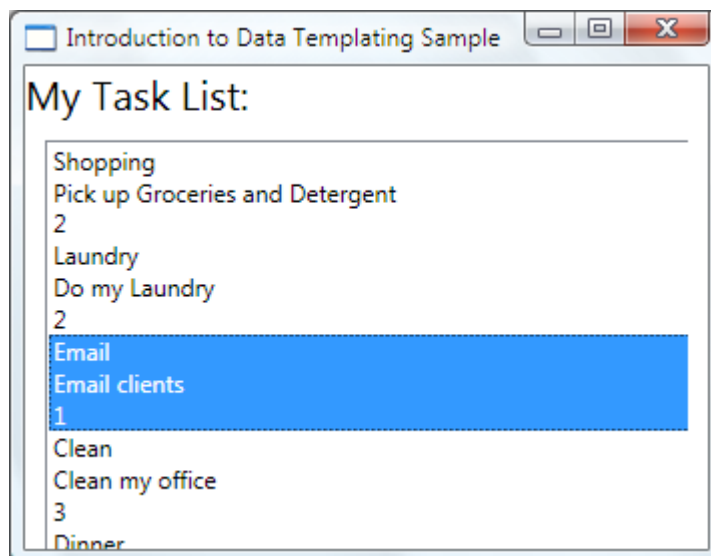 Introduction to Data Templating Sample
My Task List:
Shopping
Pick up Groceries and Detergent
2
Laundry
Do my Laundry
2
Email
Email clients
1
Clean
Clean my office
3
Dinner